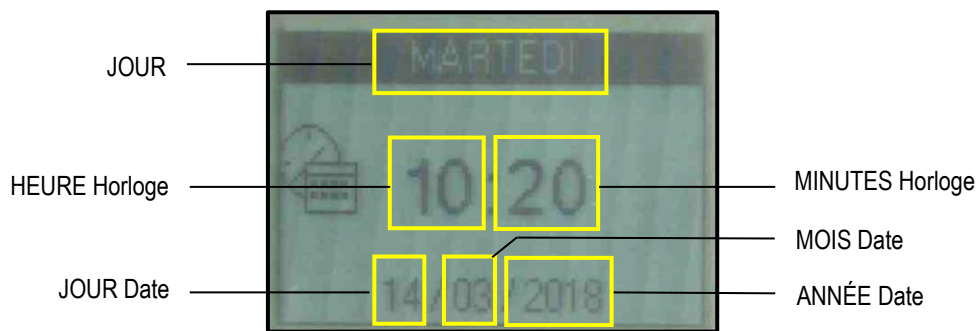 JOUR
MARTEDI
HEURE Horloge
10:20
MINUTES Horloge
MOIS Date
JOUR Date
14/03/2018
ANNÉE Date